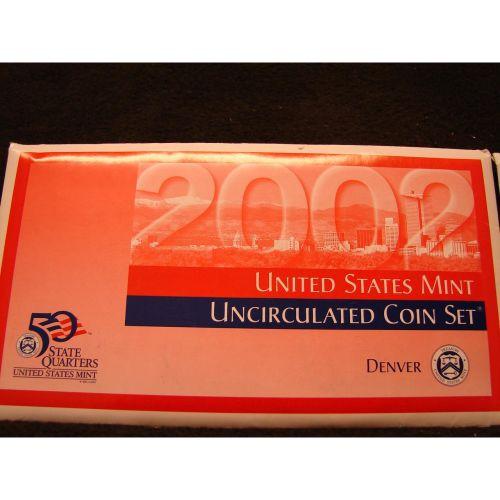 2002
UNITED STATES MINT
UNCIRCULATED COIN SET
DENVER
50
STATE
QUARTERS
UNITED STATES MINT